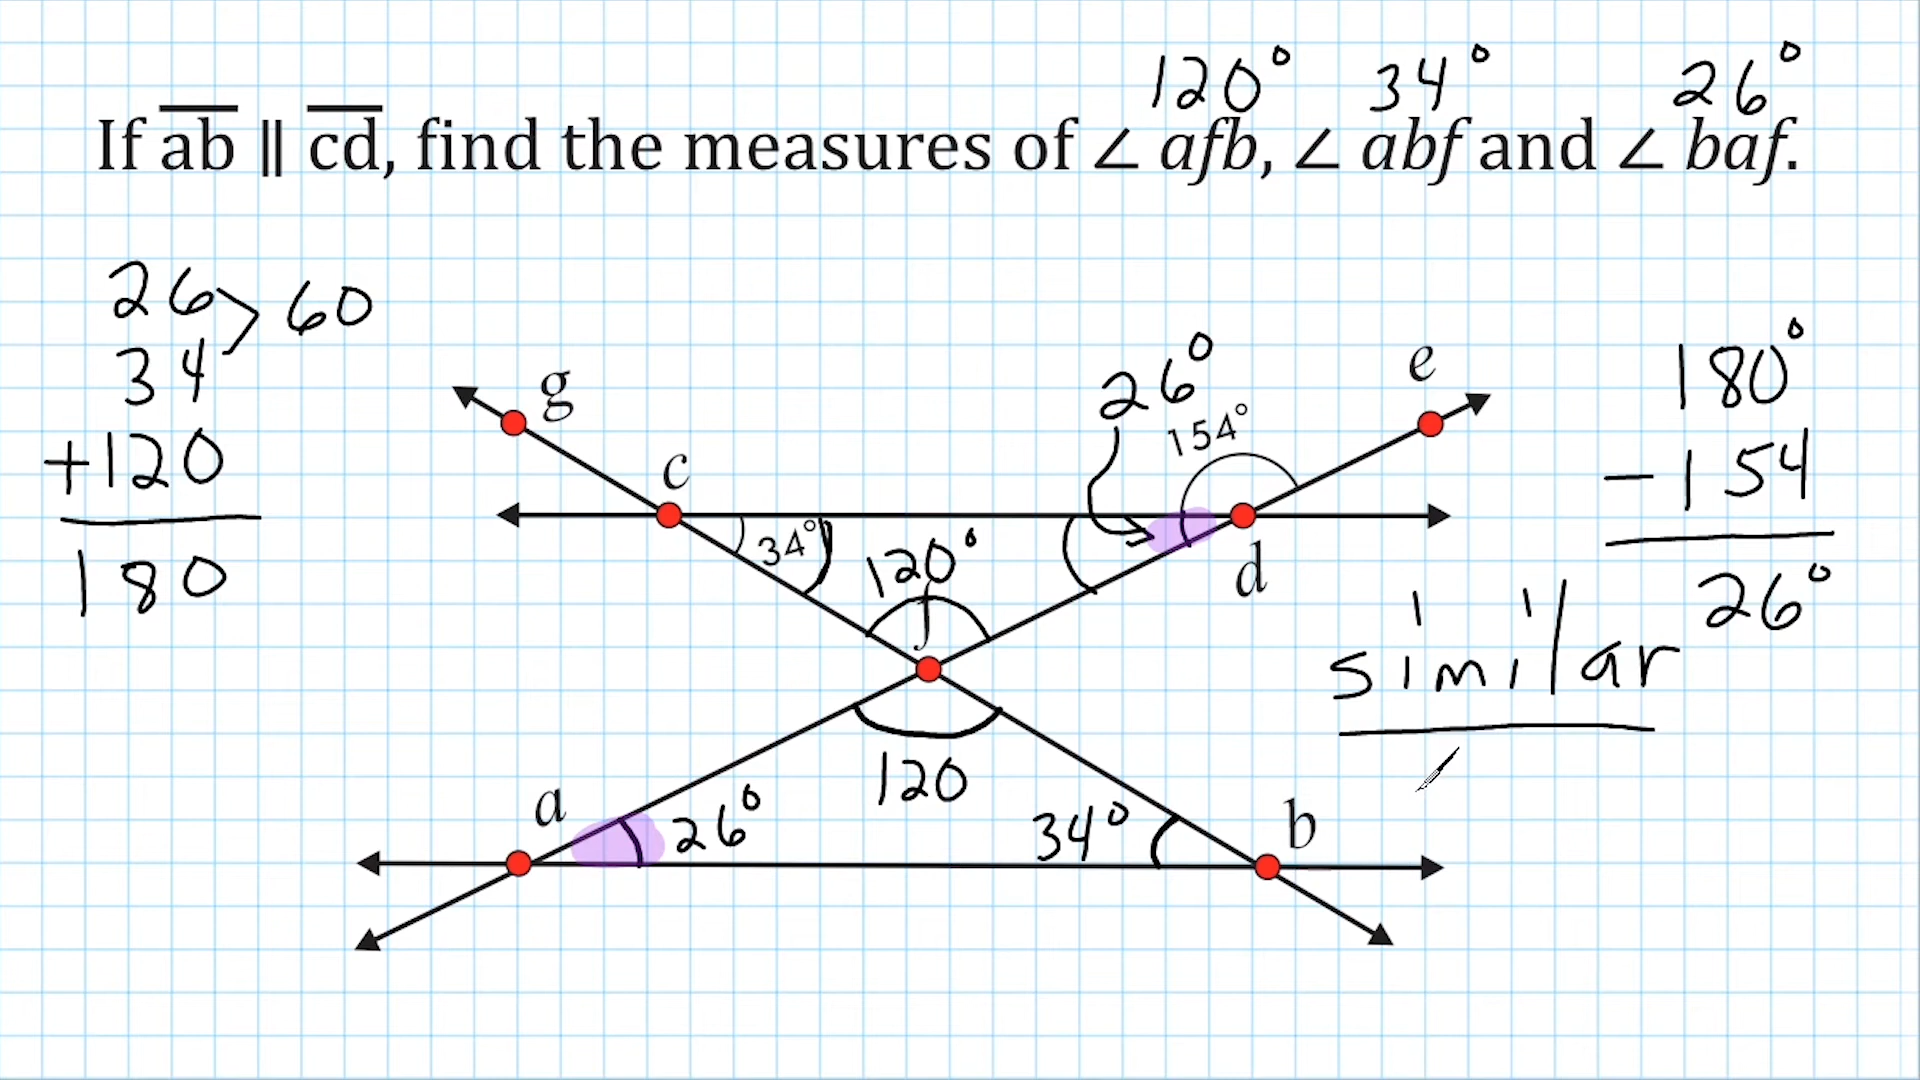 120° 34° 26°
If ab ∥ cd, find the measures of ∠ afb, ∠ abf and ∠ baf.
26 > 60
34
+120
180
g
c
34°
120°
f
26°
154°
e
d
180°
-154
26°
similar
a
26°
120
34°
b